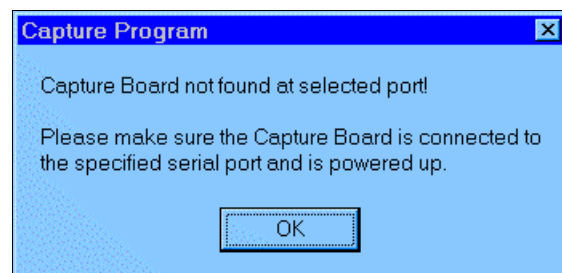 Capture Program
Capture Board not found at selected port!
Please make sure the Capture Board is connected to
the specified serial port and is powered up.
OK